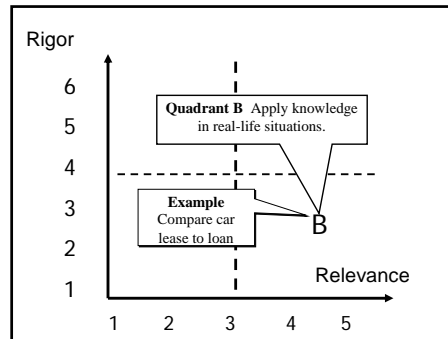 Rigor
6
Quadrant B Apply knowledge
in real-life situations.
5
4
Example
Compare car
lease to loan
3
B
2
Relevance
1
1 2 3 4 5